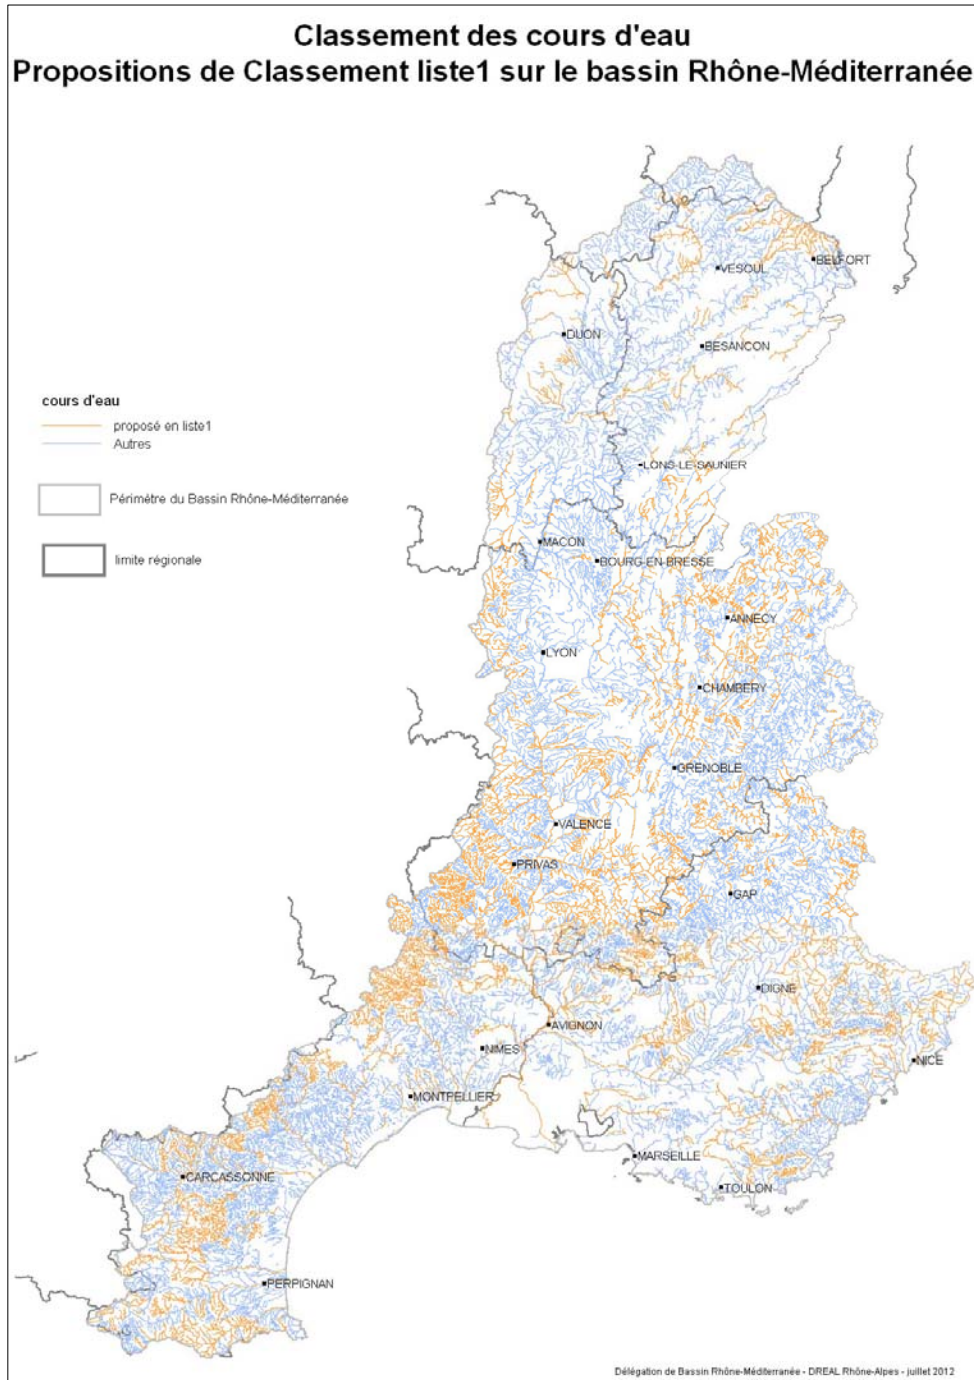 Classement des cours d'eau
Propositions de Classement liste1 sur le bassin Rhône-Méditerranée
BELFORT
VESOUL
DIJON
BESANCON
cours d'eau
proposé en liste1
Autres
LONS-LE-SAUNIER
Périmètre du Bassin Rhône-Méditerranée
MACON
limite régionale
BOURG-EN-BRESSE
ANNECY
LYON
CHAMBERY
GRENOBLE
VALENCE
PRIVAS
GAP
DIGNE
AVIGNON
NIMES
NICE
MONTPELLIER
MARSEILLE
CARCASSONNE
TOULON
PERPIGNAN
Délégation de Bassin Rhône-Méditerranée - DREAL Rhône-Alpes - juillet 2012